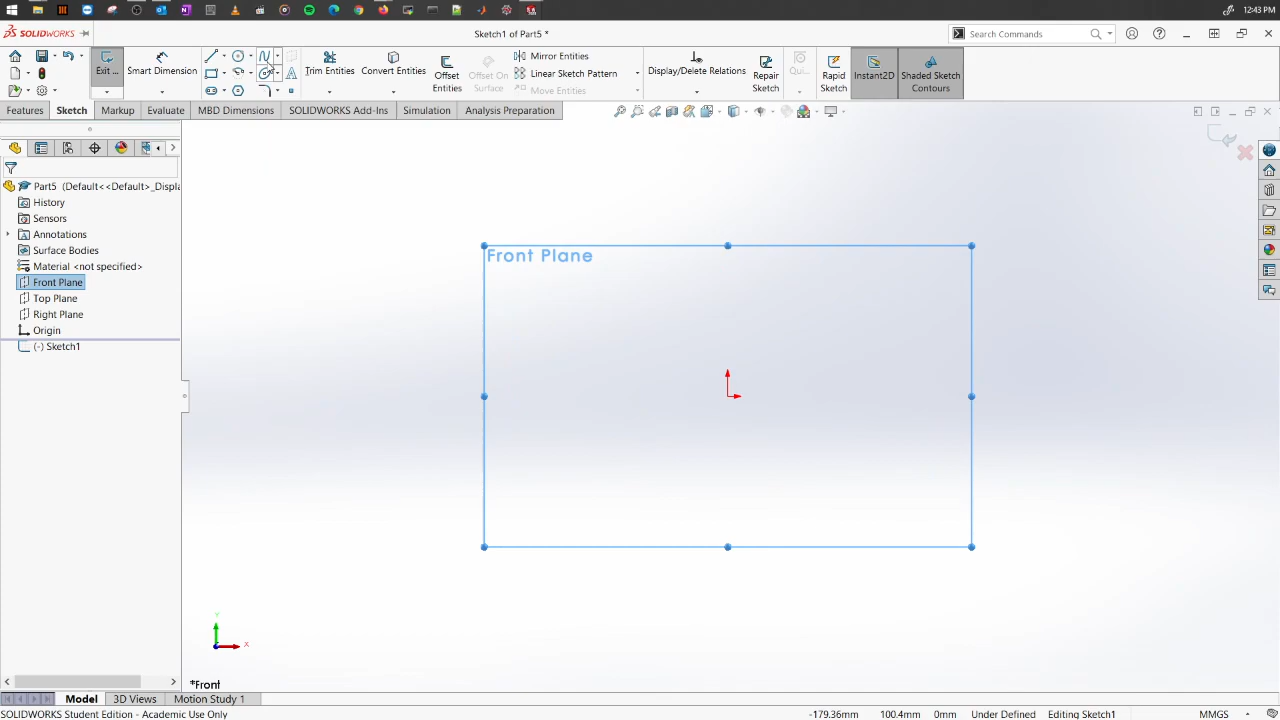 12:43 PM
SOLIDWORKS
Sketch1 of Part5 *
Search Commands
Exit ...
Smart Dimension
Trim Entities
Convert Entities
Offset Entities
Offset On Surface
Mirror Entities
Linear Sketch Pattern
Move Entities
Display/Delete Relations
Repair Sketch
Qui...
Rapid Sketch
Instant2D
Shaded Sketch Contours
Features
Sketch
Markup
Evaluate
MBD Dimensions
SOLIDWORKS Add-Ins
Simulation
Analysis Preparation
Part5 (Default<<Default>_Displa
History
Sensors
Annotations
Surface Bodies
Material <not specified>
Front Plane
Top Plane
Right Plane
Origin
(-) Sketch1
Front Plane
Y
X
*Front
Model
3D Views
Motion Study 1
SOLIDWORKS Student Edition - Academic Use Only
-179.36mm
100.4mm
0mm
Under Defined
Editing Sketch1
MMGS